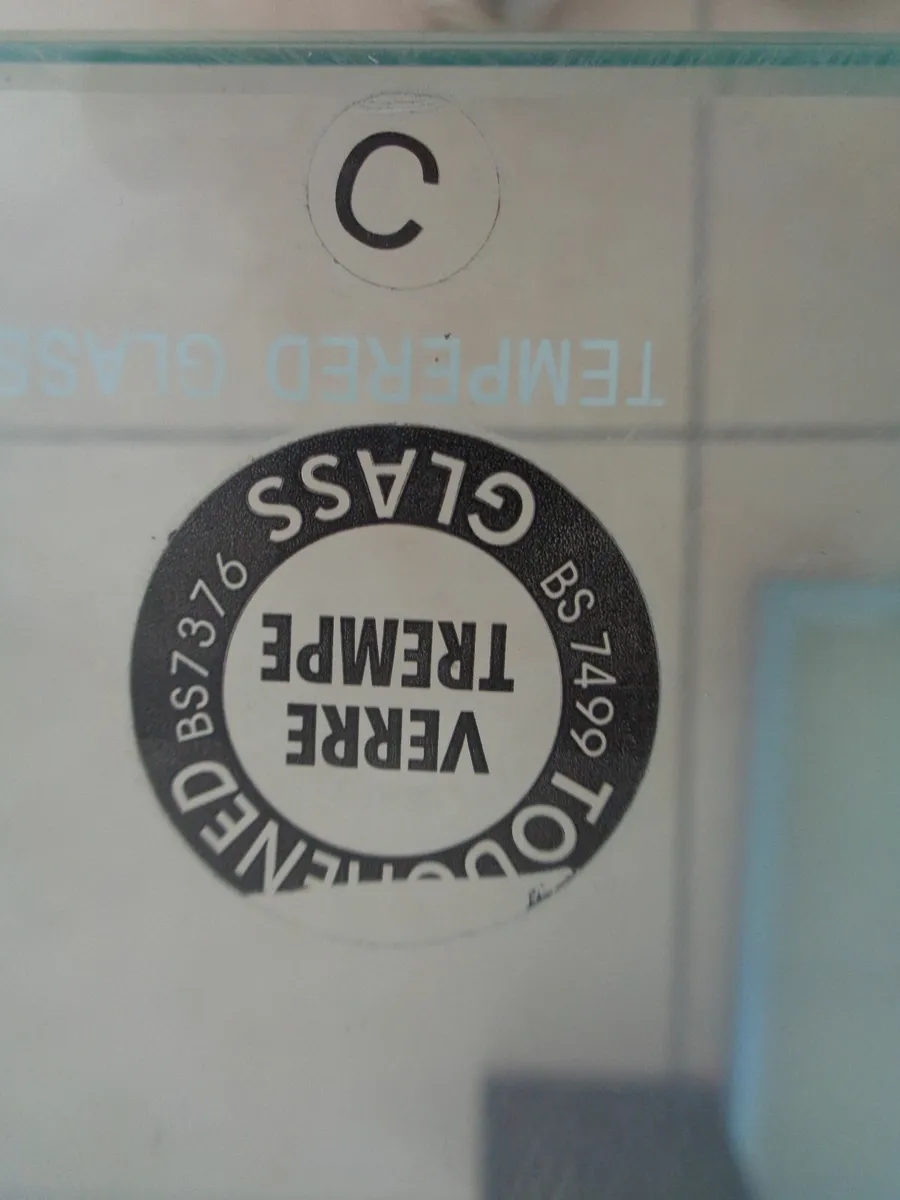 TOUGHENED
BS7376
BS 7499
VERRE
TREMPE
GLASS
TEMPERED GLASS
C